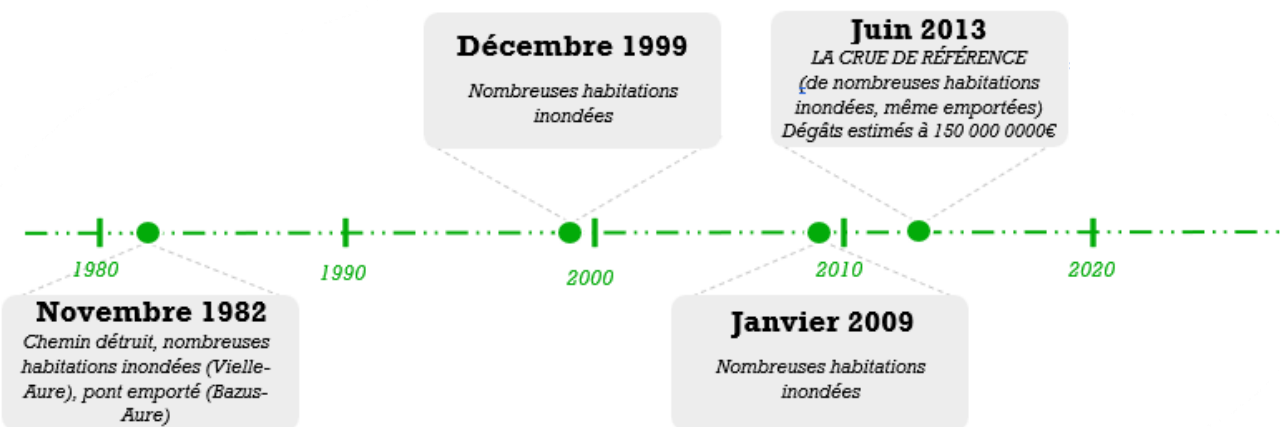 Décembre 1999
Nombreuses habitations
inondées
Juin 2013
LA CRUE DE RÉFÉRENCE
(de nombreuses habitations
inondées, même emportées)
Dégâts estimés à 150 000 0000€
1980
1990
2000
2010
2020
Novembre 1982
Chemin détruit, nombreuses
habitations inondées (Vielle-
Aure), pont emporté (Bazus-
Aure)
Janvier 2009
Nombreuses habitations
inondées